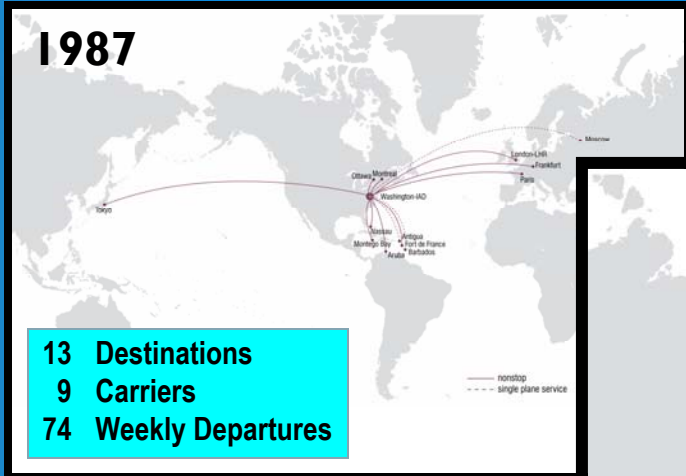 1987
Moscow
London-LHR
Frankfurt
Paris
Ottawa Montreal
Washington-IAD
Tokyo
Nassau
Montego Bay
Antigua
Fort de France
Barbados
Aruba
13 Destinations
9 Carriers
74 Weekly Departures
nonstop
single plane service